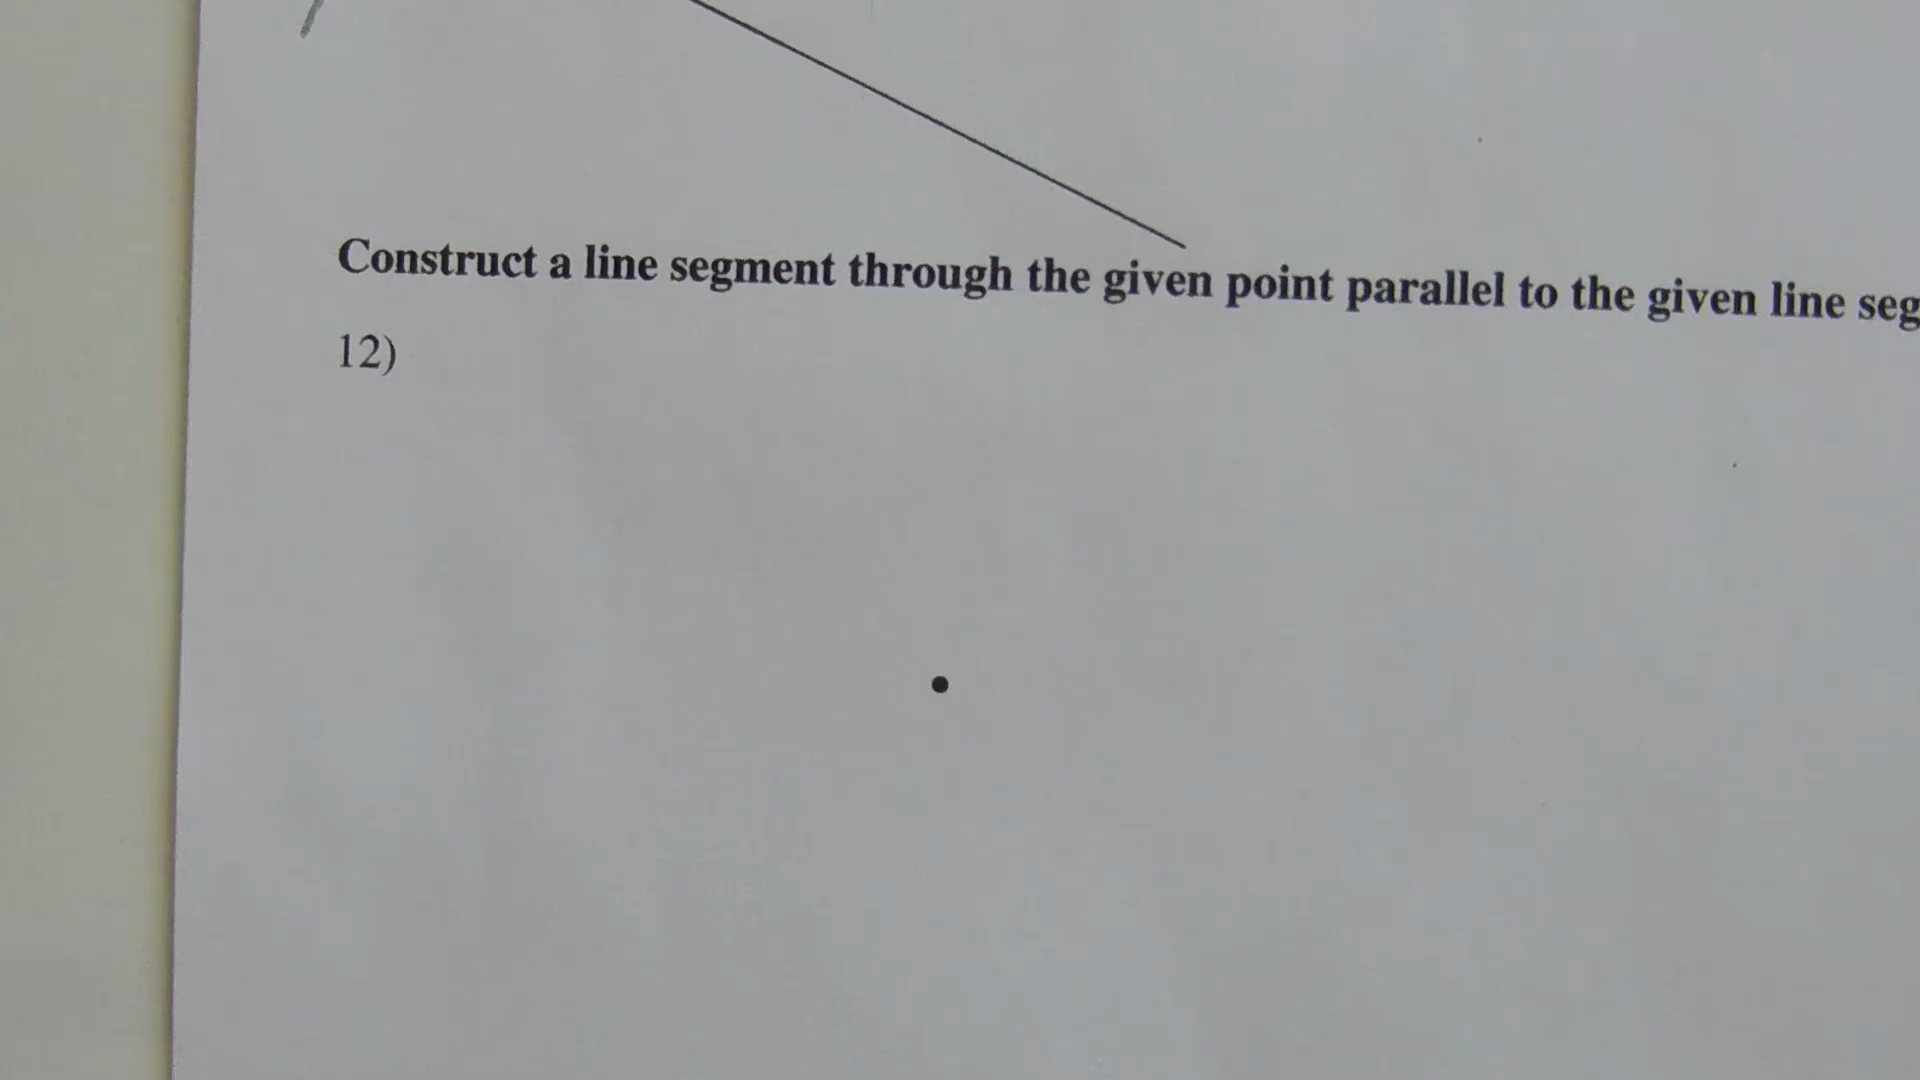 Construct a line segment through the given point parallel to the given line seg
12)